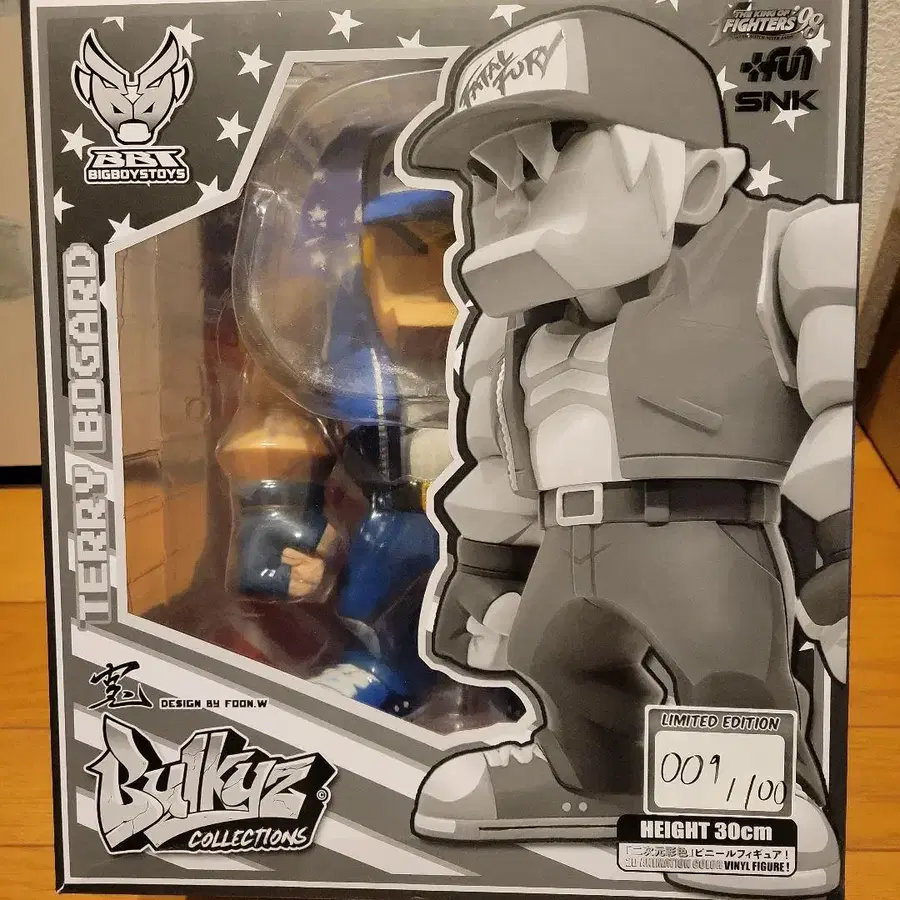 THE KING OF
FIGHTERS '98
FATAL
FURY
FUN
SNK
BBT
BIGBOYSTOYS
TERRY BOGARD
DESIGN BY FOON.W
Bulkyz
COLLECTIONS
©
LIMITED EDITION
009
/100
HEIGHT 30cm
「二次元彩色」ビニールフィギュア!
2D ANIMATION COLOR VINYL FIGURE!